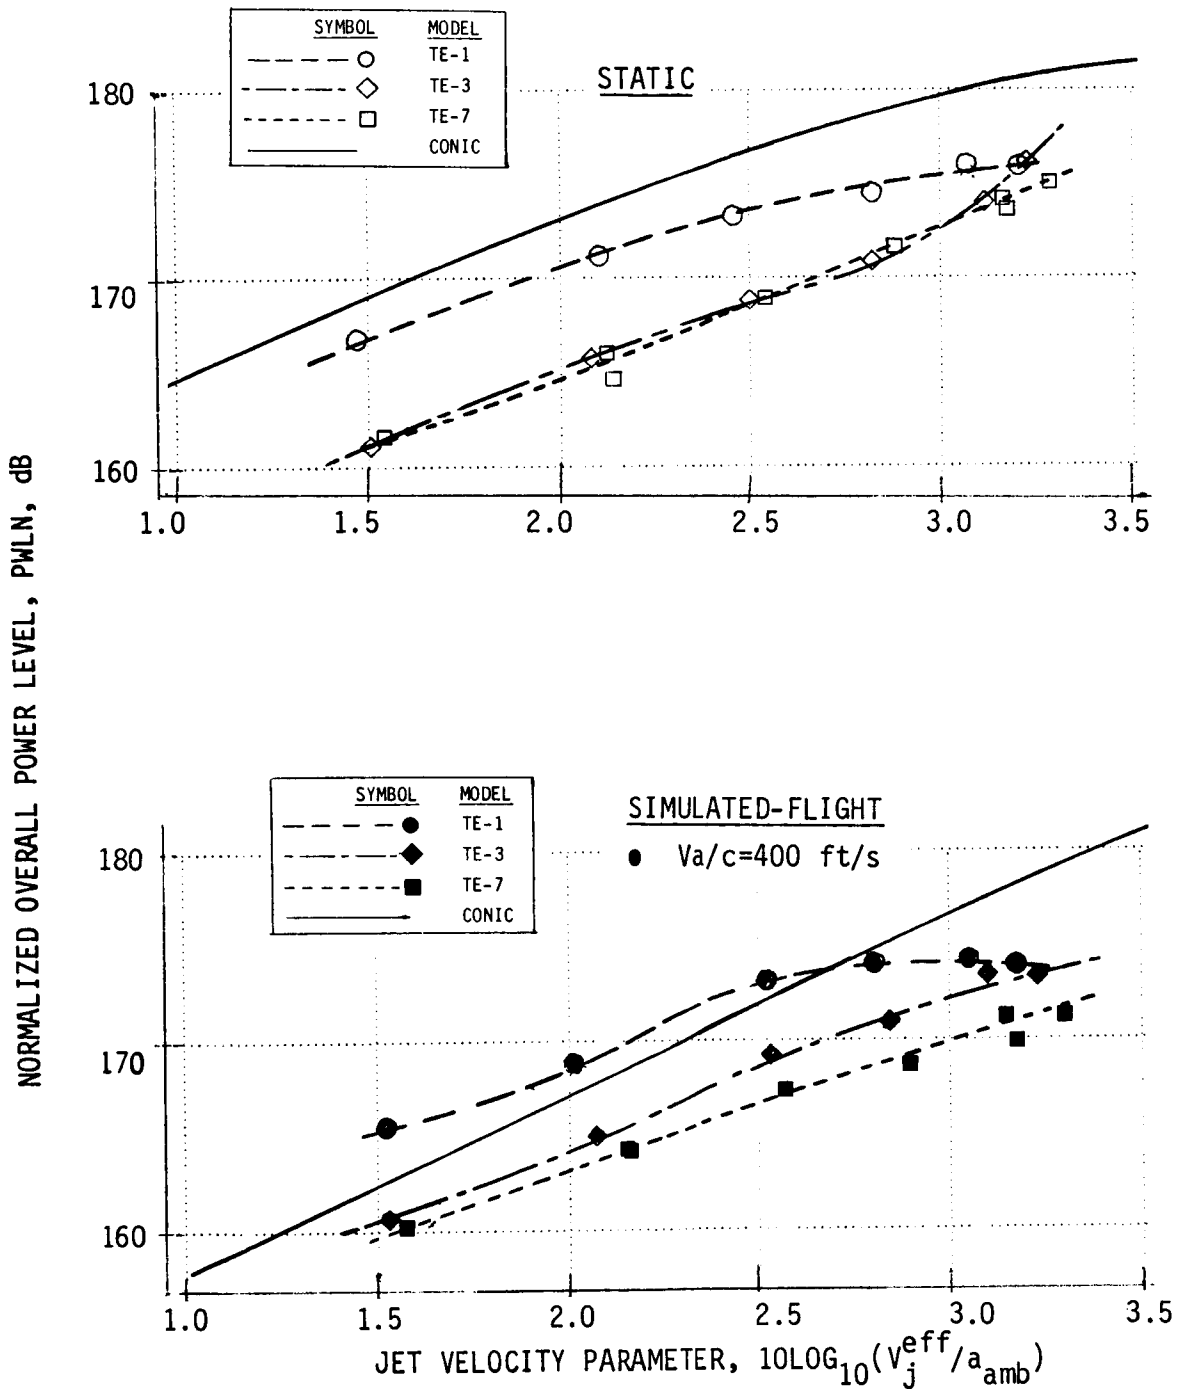 SYMBOL MODEL
TE-1
TE-3
TE-7
CONIC
STATIC
180
170
160
1.0 1.5 2.0 2.5 3.0 3.5
NORMALIZED OVERALL POWER LEVEL, PWLN, dB
SYMBOL MODEL
TE-1
TE-3
TE-7
CONIC
SIMULATED-FLIGHT
● Va/c=400 ft/s
180
170
160
1.0 1.5 2.0 2.5 3.0 3.5
JET VELOCITY PARAMETER, 10LOG10(Vjeff/aamb)